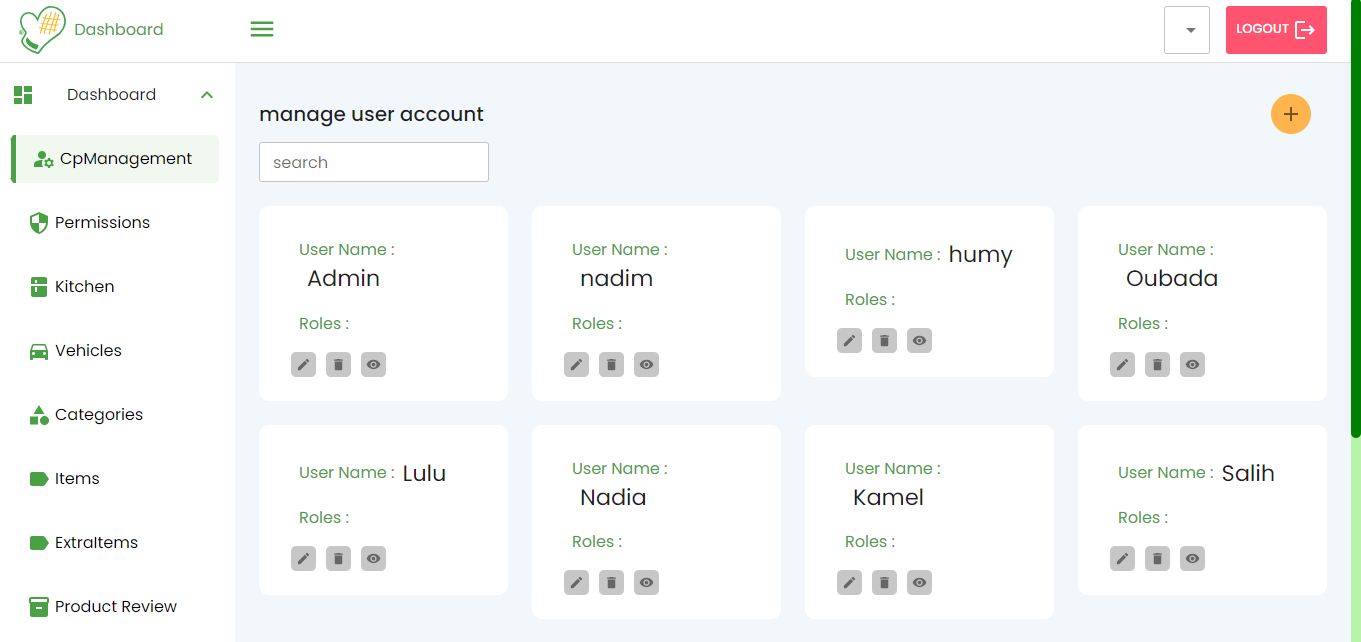 Dashboard
LOGOUT
Dashboard
CpManagement
Permissions
Kitchen
Vehicles
Categories
Items
ExtraItems
Product Review
manage user account
search
User Name :
Admin
Roles :
User Name :
nadim
Roles :
User Name : humy
Roles :
User Name :
Oubada
Roles :
User Name : Lulu
Roles :
User Name :
Nadia
Roles :
User Name :
Kamel
Roles :
User Name : Salih
Roles :